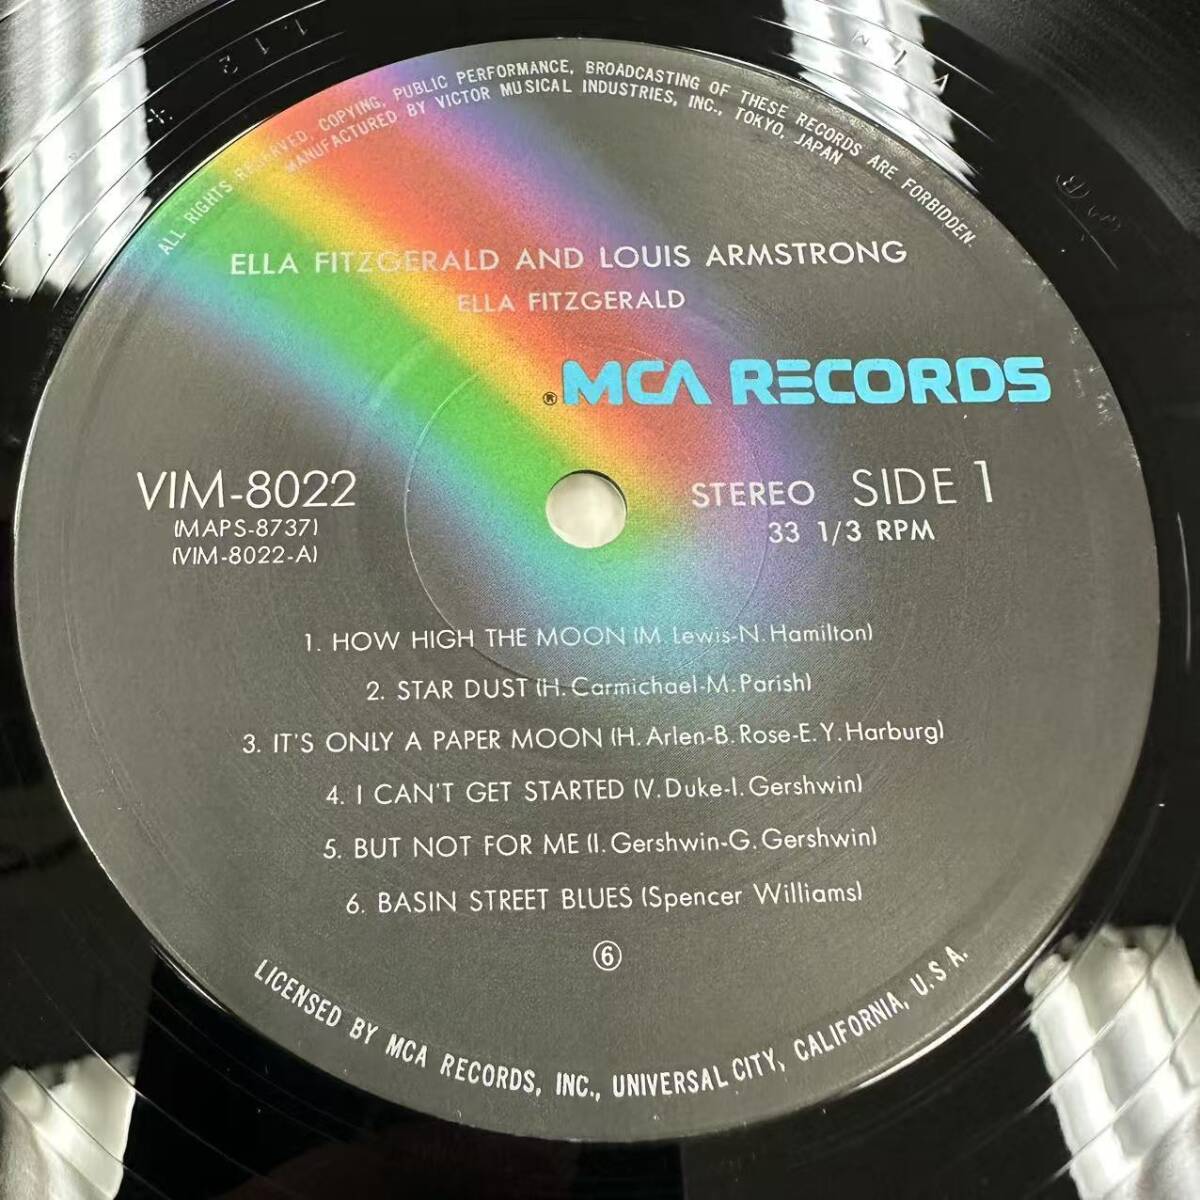 ALL RIGHTS RESERVED, COPYING, PUBLIC PERFORMANCE, BROADCASTING OF THESE RECORDS ARE FORBIDDEN.
MANUFACTURED BY VICTOR MUSICAL INDUSTRIES, INC., TOKYO, JAPAN
ELLA FITZGERALD AND LOUIS ARMSTRONG
ELLA FITZGERALD
® MCA RECORDS
VIM-8022
(MAPS-8737)
(VIM-8022-A)
STEREO SIDE 1
33 1/3 RPM
1. HOW HIGH THE MOON (M. Lewis-N. Hamilton)
2. STAR DUST (H. Carmichael-M. Parish)
3. IT'S ONLY A PAPER MOON (H. Arlen-B. Rose-E. Y. Harburg)
4. I CAN'T GET STARTED (V. Duke-I. Gershwin)
5. BUT NOT FOR ME (I. Gershwin-G. Gershwin)
6. BASIN STREET BLUES (Spencer Williams)
⑥
LICENSED BY MCA RECORDS, INC., UNIVERSAL CITY, CALIFORNIA, U.S.A.